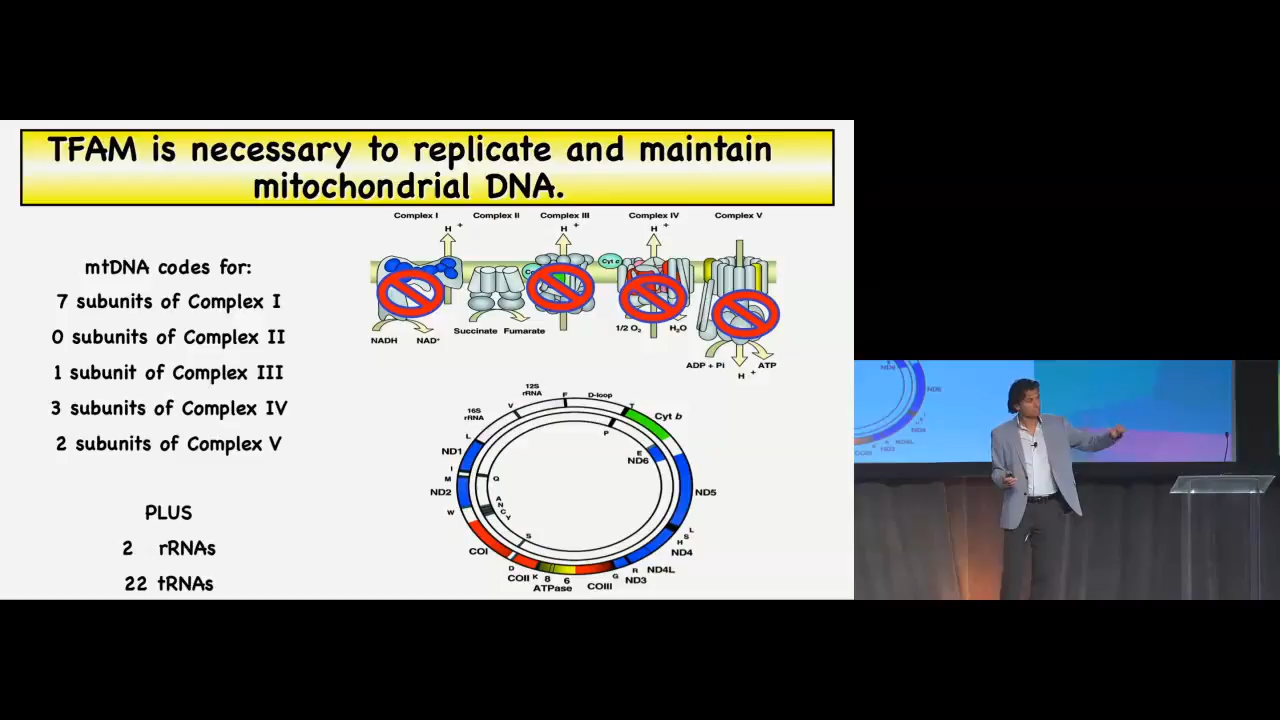 TFAM is necessary to replicate and maintain
mitochondrial DNA.
mtDNA codes for:
7 subunits of Complex I
0 subunits of Complex II
1 subunit of Complex III
3 subunits of Complex IV
2 subunits of Complex V
PLUS
2 rRNAs
22 tRNAs
Complex I Complex II Complex III Complex IV Complex V
H+ H+ H+
Cyt c
NADH NAD+
Succinate Fumarate
1/2 O2 H2O
ADP + Pi ATP
H+
12S
rRNA
F
D-loop
T
Cyt b
16S
rRNA
V
P
L
ND1
E
ND6
I
M
Q
ND2
ND5
W
A
N
C
Y
S
COI
L
S
H
ND4
D
COII
K
8
6
ATPase
COIII
G
ND3
R
ND4L